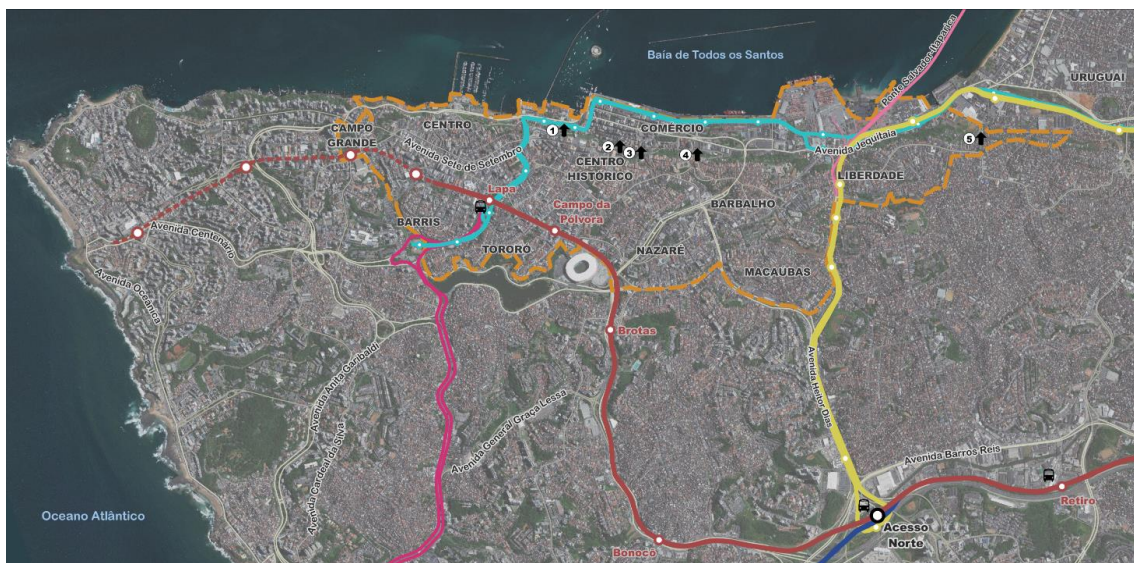 Baía de Todos os Santos
Ponte Salvador-Itaparica
URUGUAI
CAMPO
GRANDE
CENTRO
1
COMÉRCIO
Avenida Jequitaia
5
Avenida Sete de Setembro
2
3
4
CENTRO
HISTÓRICO
LIBERDADE
Lapa
BARBALHO
Campo da
Pólvora
BARRIS
Avenida Centenário
TORORÓ
NAZARÉ
MACAÚBAS
Avenida Oceânica
Brotas
Avenida Anita Garibaldi
Avenida Heitor Dias
Avenida General Graça Lessa
Avenida Cardeal da Silva
Avenida Barros Reis
Retiro
Oceano Atlântico
Acesso
Norte
Bonocô